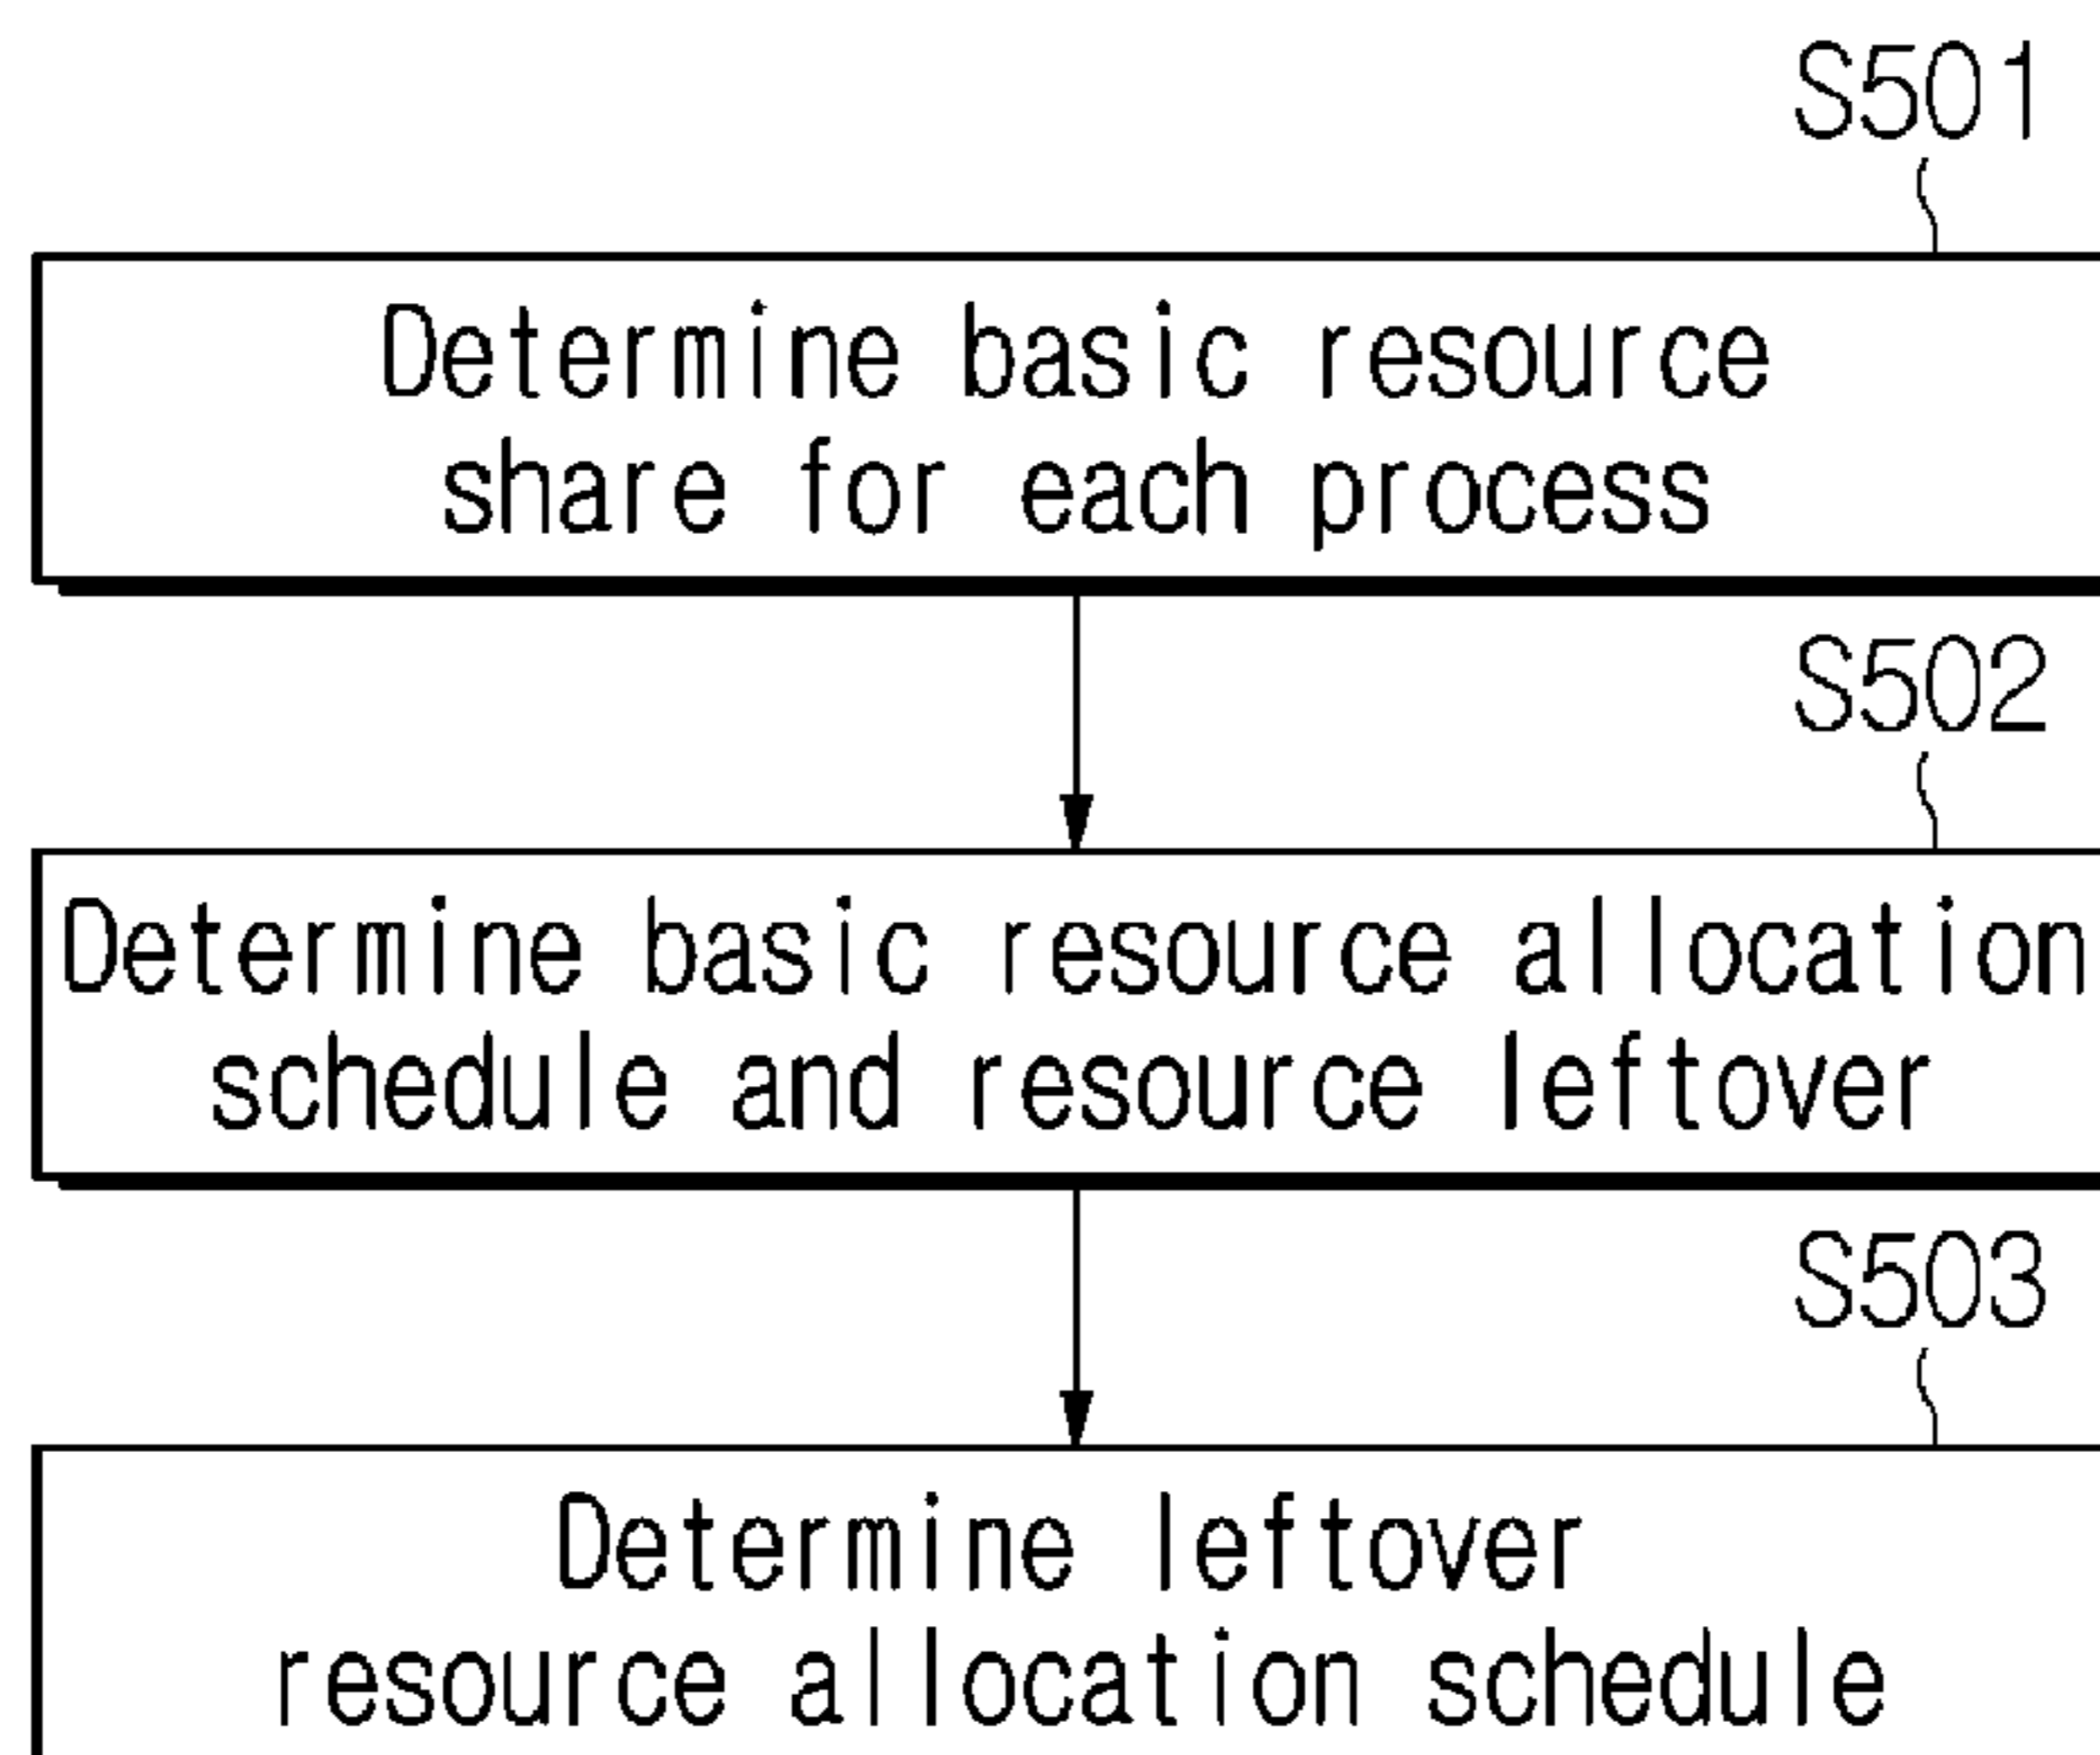 S501
Determine basic resource
share for each process
S502
Determine basic resource allocation
schedule and resource leftover
S503
Determine leftover
resource allocation schedule